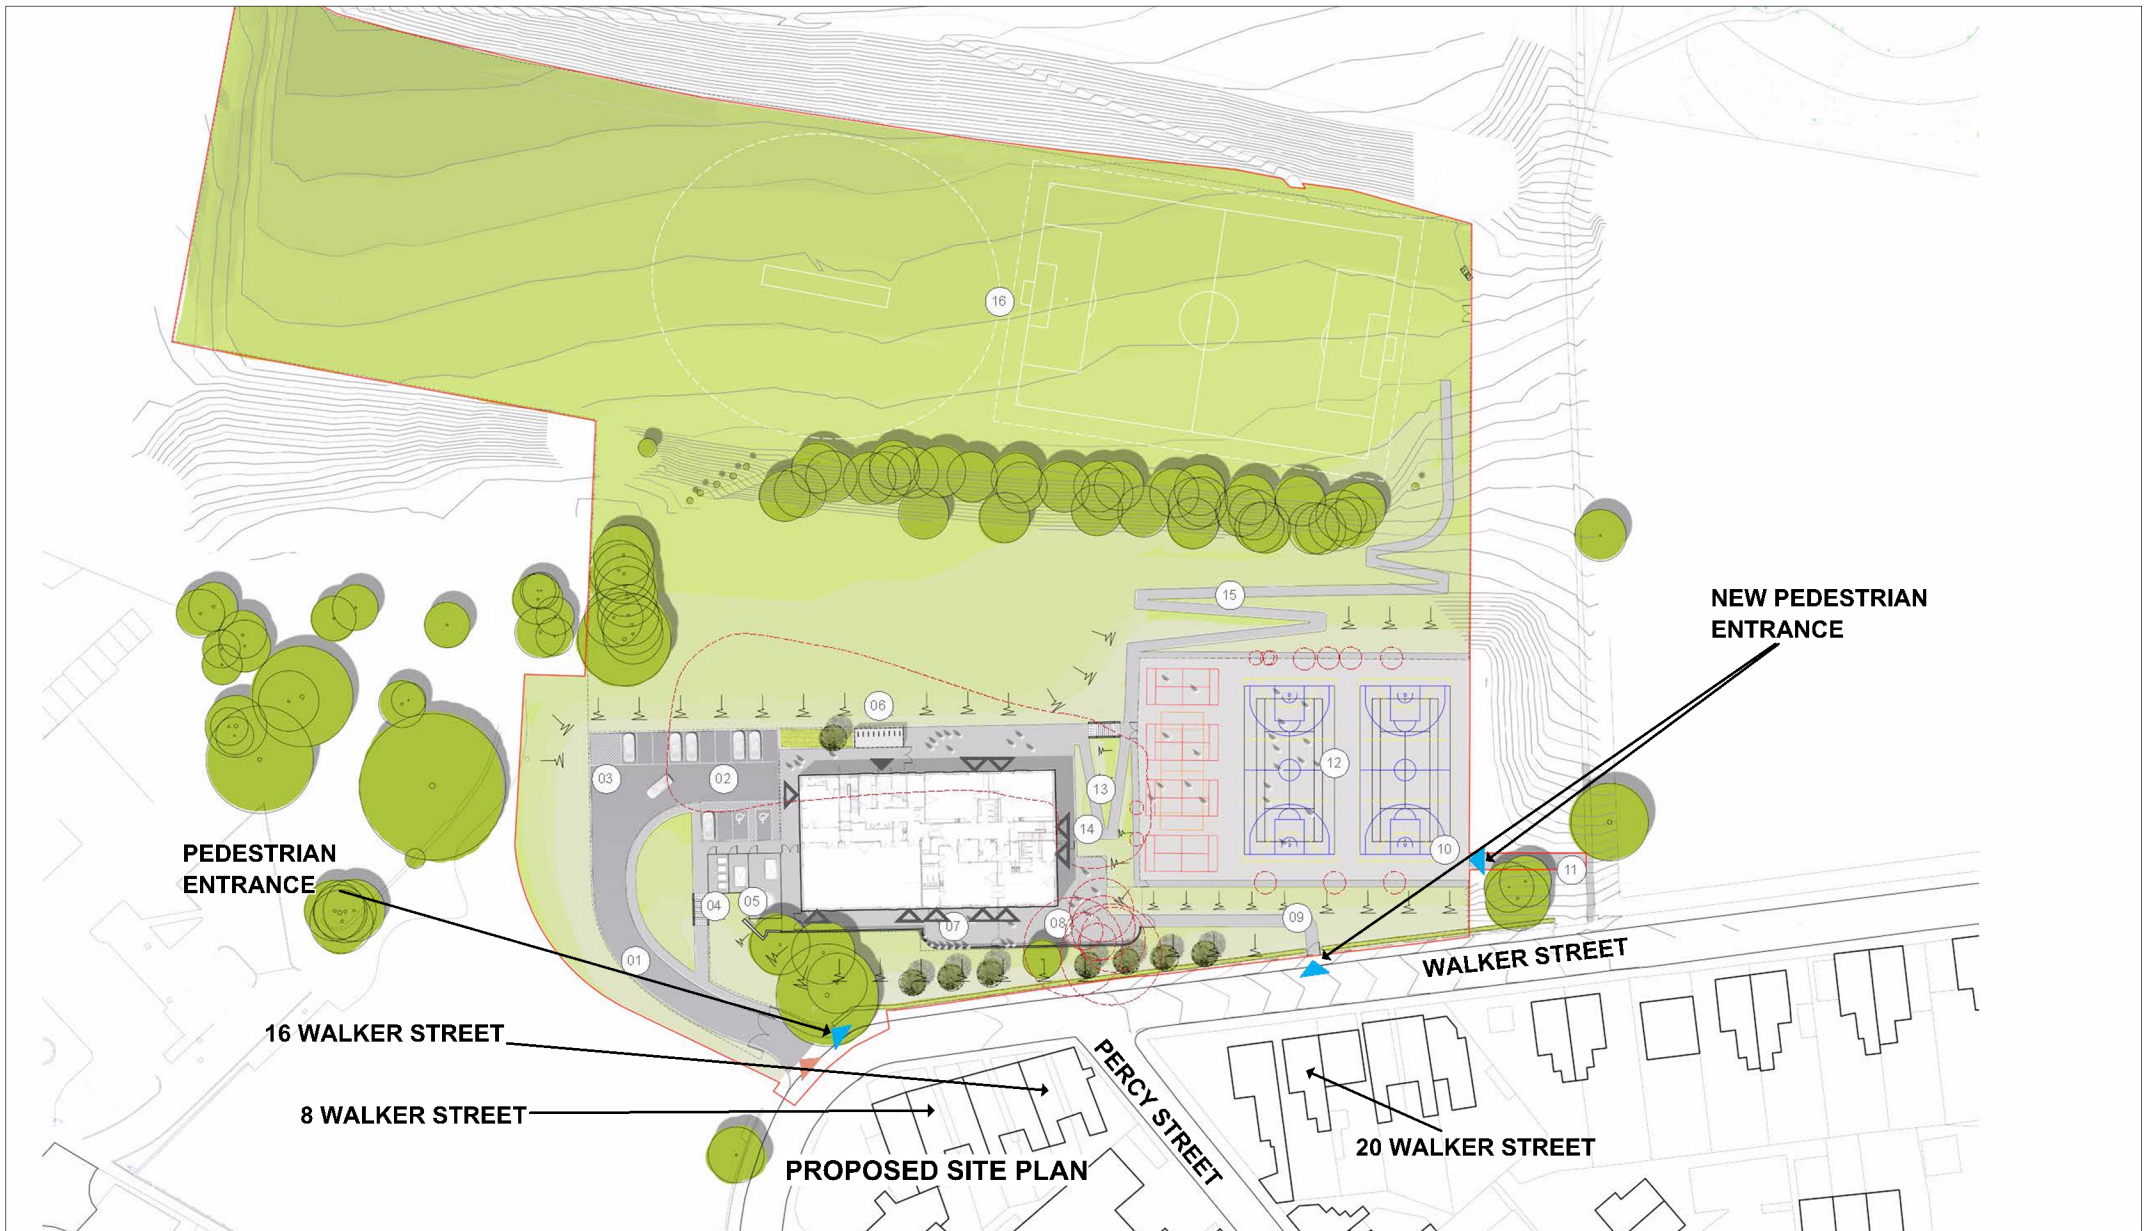 16
15
NEW PEDESTRIAN
ENTRANCE
06
03
02
12
13
14
10
11
PEDESTRIAN
ENTRANCE
04
05
07
08
09
01
WALKER STREET
16 WALKER STREET
PERCY STREET
8 WALKER STREET
20 WALKER STREET
PROPOSED SITE PLAN